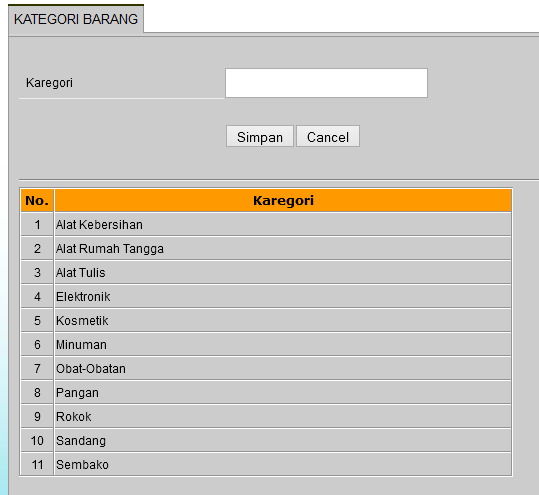 KATEGORI BARANG
Karegori
Simpan Cancel
No. Karegori
1 Alat Kebersihan
2 Alat Rumah Tangga
3 Alat Tulis
4 Elektronik
5 Kosmetik
6 Minuman
7 Obat-Obatan
8 Pangan
9 Rokok
10 Sandang
11 Sembako